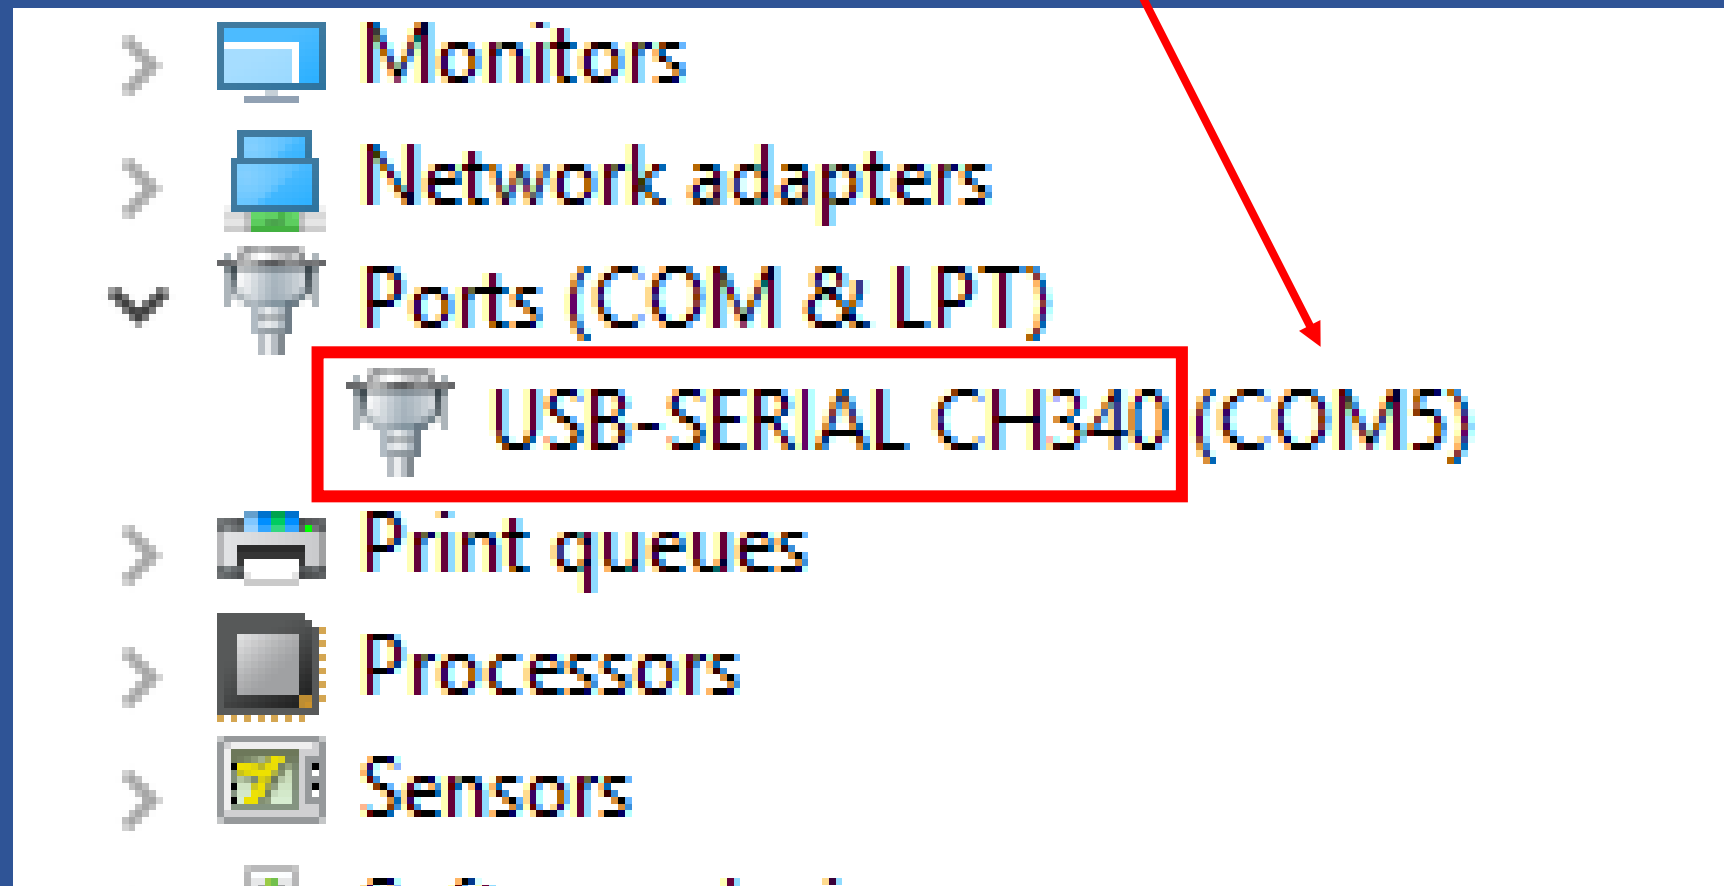 Monitors
Network adapters
Ports (COM & LPT)
USB-SERIAL CH340 (COM5)
Print queues
Processors
Sensors